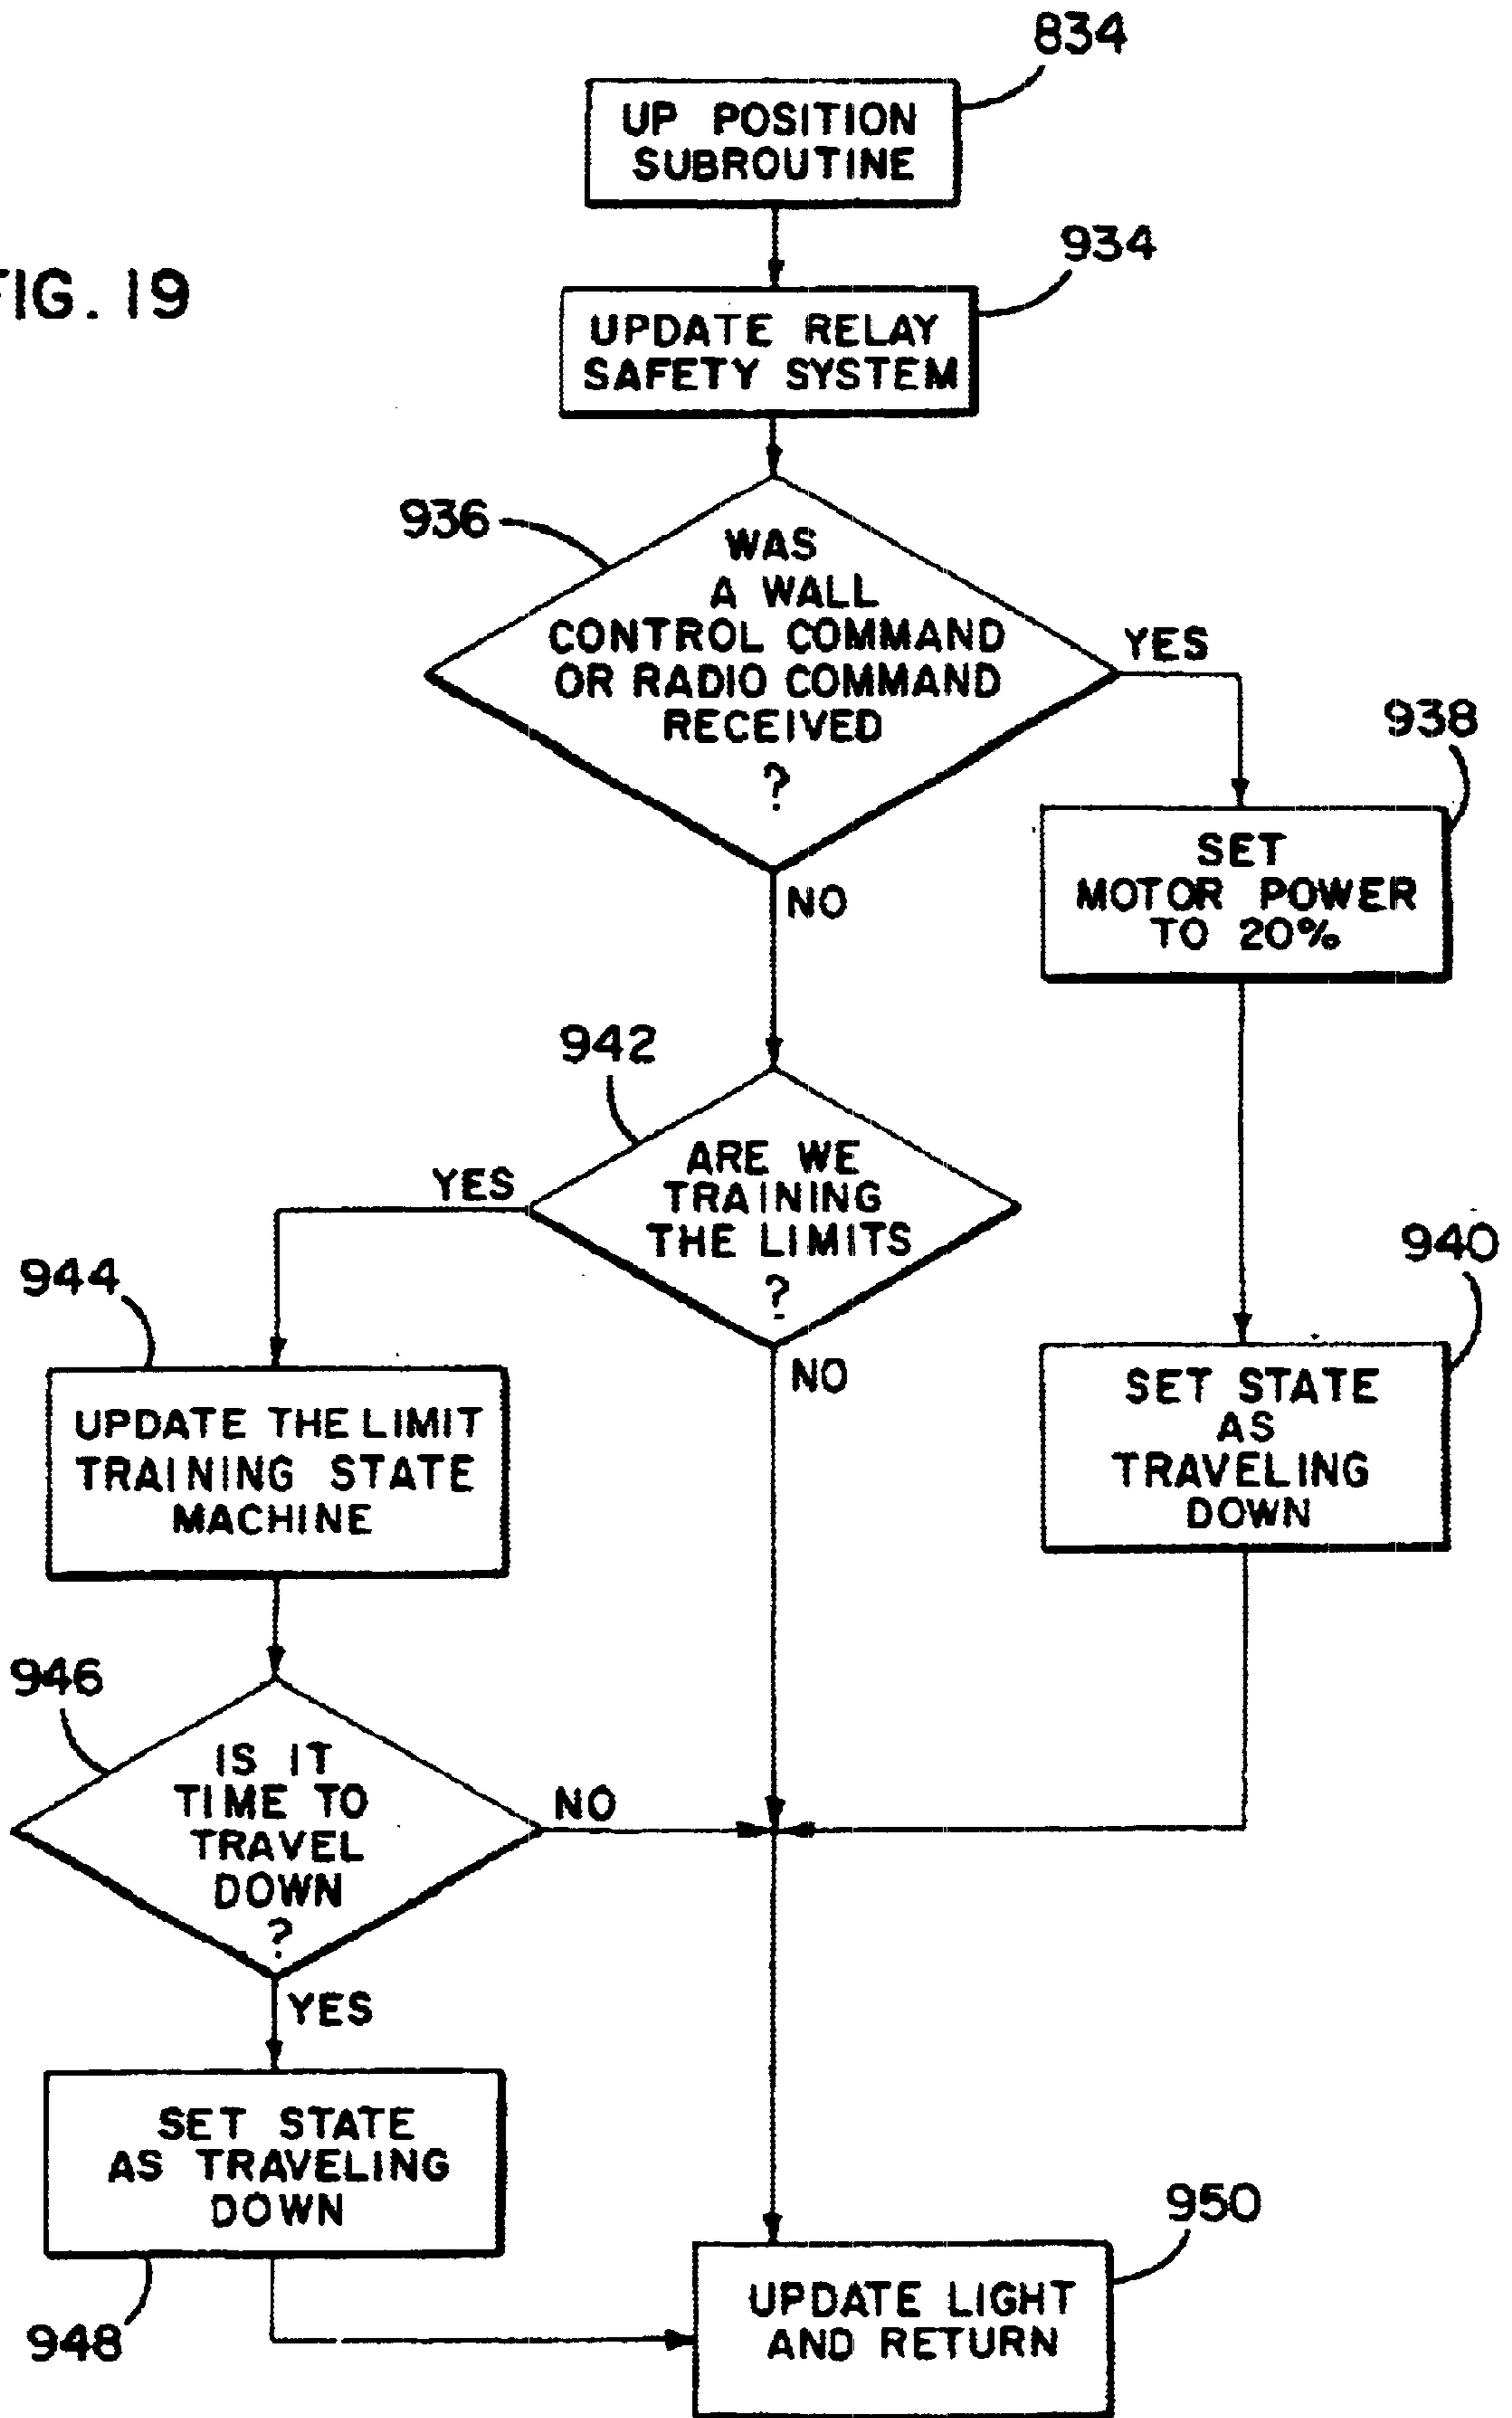 834
UP POSITION
SUBROUTINE
FIG. 19
934
UPDATE RELAY
SAFETY SYSTEM
936
WAS
A WALL
CONTROL COMMAND
OR RADIO COMMAND
RECEIVED
?
YES
NO
938
SET
MOTOR POWER
TO 20%
942
ARE WE
TRAINING
THE LIMITS
?
YES
NO
940
SET STATE
AS
TRAVELING
DOWN
944
UPDATE THE LIMIT
TRAINING STATE
MACHINE
946
IS IT
TIME TO
TRAVEL
DOWN
?
NO
YES
SET STATE
AS TRAVELING
DOWN
948
950
UPDATE LIGHT
AND RETURN